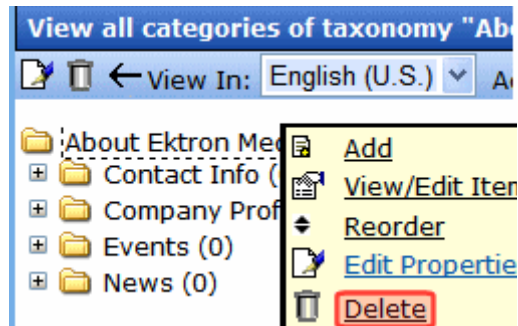 View all categories of taxonomy "Ab
View In: English (U.S.) A
About Ektron Med
Contact Info (
Company Prof
Events (0)
News (0)
Add
View/Edit Item
Reorder
Edit Propertie
Delete